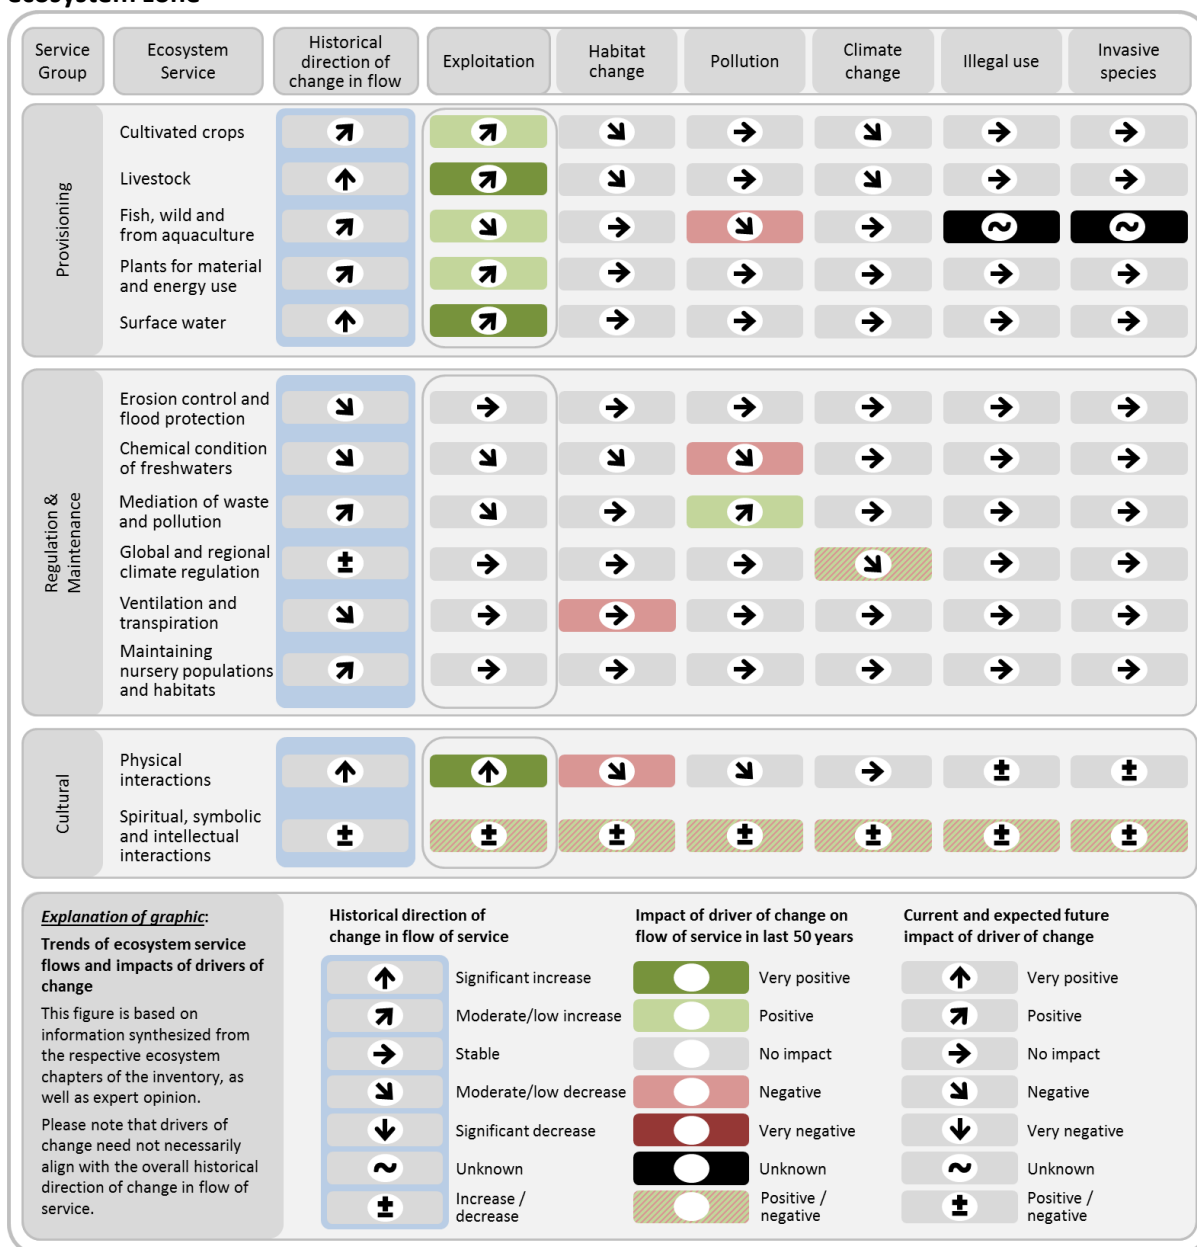 ecosystem zone
Service
Group
Ecosystem
Service
Historical
direction of
change in flow
Exploitation
Habitat
change
Pollution
Climate
change
Illegal use
Invasive
species
Provisioning
Cultivated crops
Livestock
Fish, wild and
from aquaculture
Plants for material
and energy use
Surface water
Regulation &
Maintenance
Erosion control and
flood protection
Chemical condition
of freshwaters
Mediation of waste
and pollution
Global and regional
climate regulation
Ventilation and
transpiration
Maintaining
nursery populations
and habitats
Cultural
Physical
interactions
Spiritual, symbolic
and intellectual
interactions
Explanation of graphic:
Trends of ecosystem service
flows and impacts of drivers of
change
This figure is based on
information synthesized from
the respective ecosystem
chapters of the inventory, as
well as expert opinion.
Please note that drivers of
change need not necessarily
align with the overall historical
direction of change in flow of
service.
Historical direction of
change in flow of service
Significant increase
Moderate/low increase
Stable
Moderate/low decrease
Significant decrease
Unknown
Increase /
decrease
Impact of driver of change on
flow of service in last 50 years
Very positive
Positive
No impact
Negative
Very negative
Unknown
Positive /
negative
Current and expected future
impact of driver of change
Very positive
Positive
No impact
Negative
Very negative
Unknown
Positive /
negative